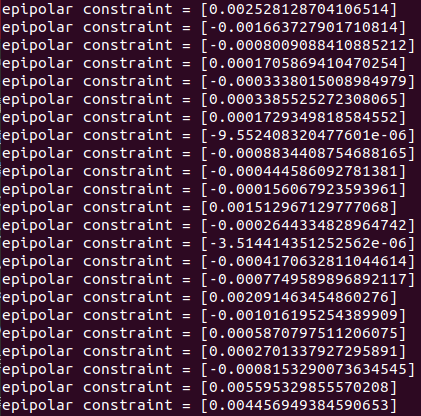 epipolar constraint = [0.002528128704106514]
epipolar constraint = [-0.001663727901710814]
epipolar constraint = [-0.0008009088410885212]
epipolar constraint = [0.0001705869410470254]
epipolar constraint = [-0.0003338015008984979]
epipolar constraint = [0.0003385525272308065]
epipolar constraint = [0.0001729349818584552]
epipolar constraint = [-9.552408320477601e-06]
epipolar constraint = [-0.0008834408754688165]
epipolar constraint = [-0.000444586092781381]
epipolar constraint = [-0.000156067923593961]
epipolar constraint = [0.001512967129777068]
epipolar constraint = [-0.0002644334828964742]
epipolar constraint = [-3.514414351252562e-06]
epipolar constraint = [-0.0004170632811044614]
epipolar constraint = [-0.0007749589896892117]
epipolar constraint = [0.002091463454860276]
epipolar constraint = [-0.001016195254389909]
epipolar constraint = [0.0005870797511206075]
epipolar constraint = [0.0002701337927295891]
epipolar constraint = [-0.0008153290073634545]
epipolar constraint = [0.005595329855570208]
epipolar constraint = [0.004456949384590653]